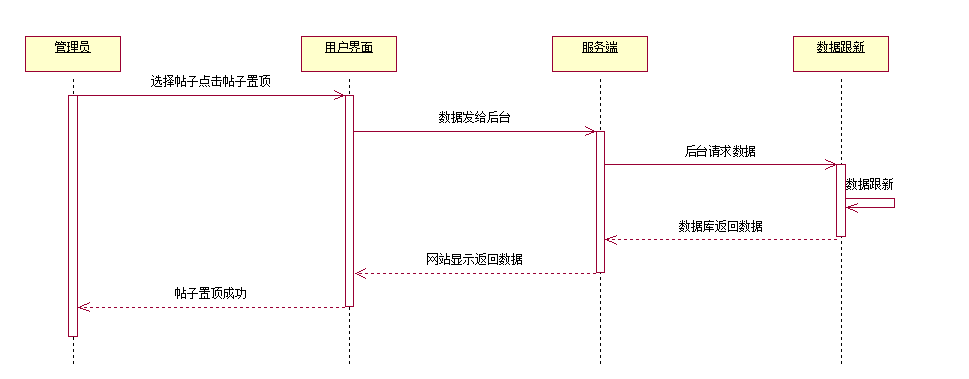 管理员
用户界面
服务端
数据跟新
选择帖子点击帖子置顶
数据发给后台
后台请求数据
数据跟新
数据库返回数据
网站显示返回数据
帖子置顶成功